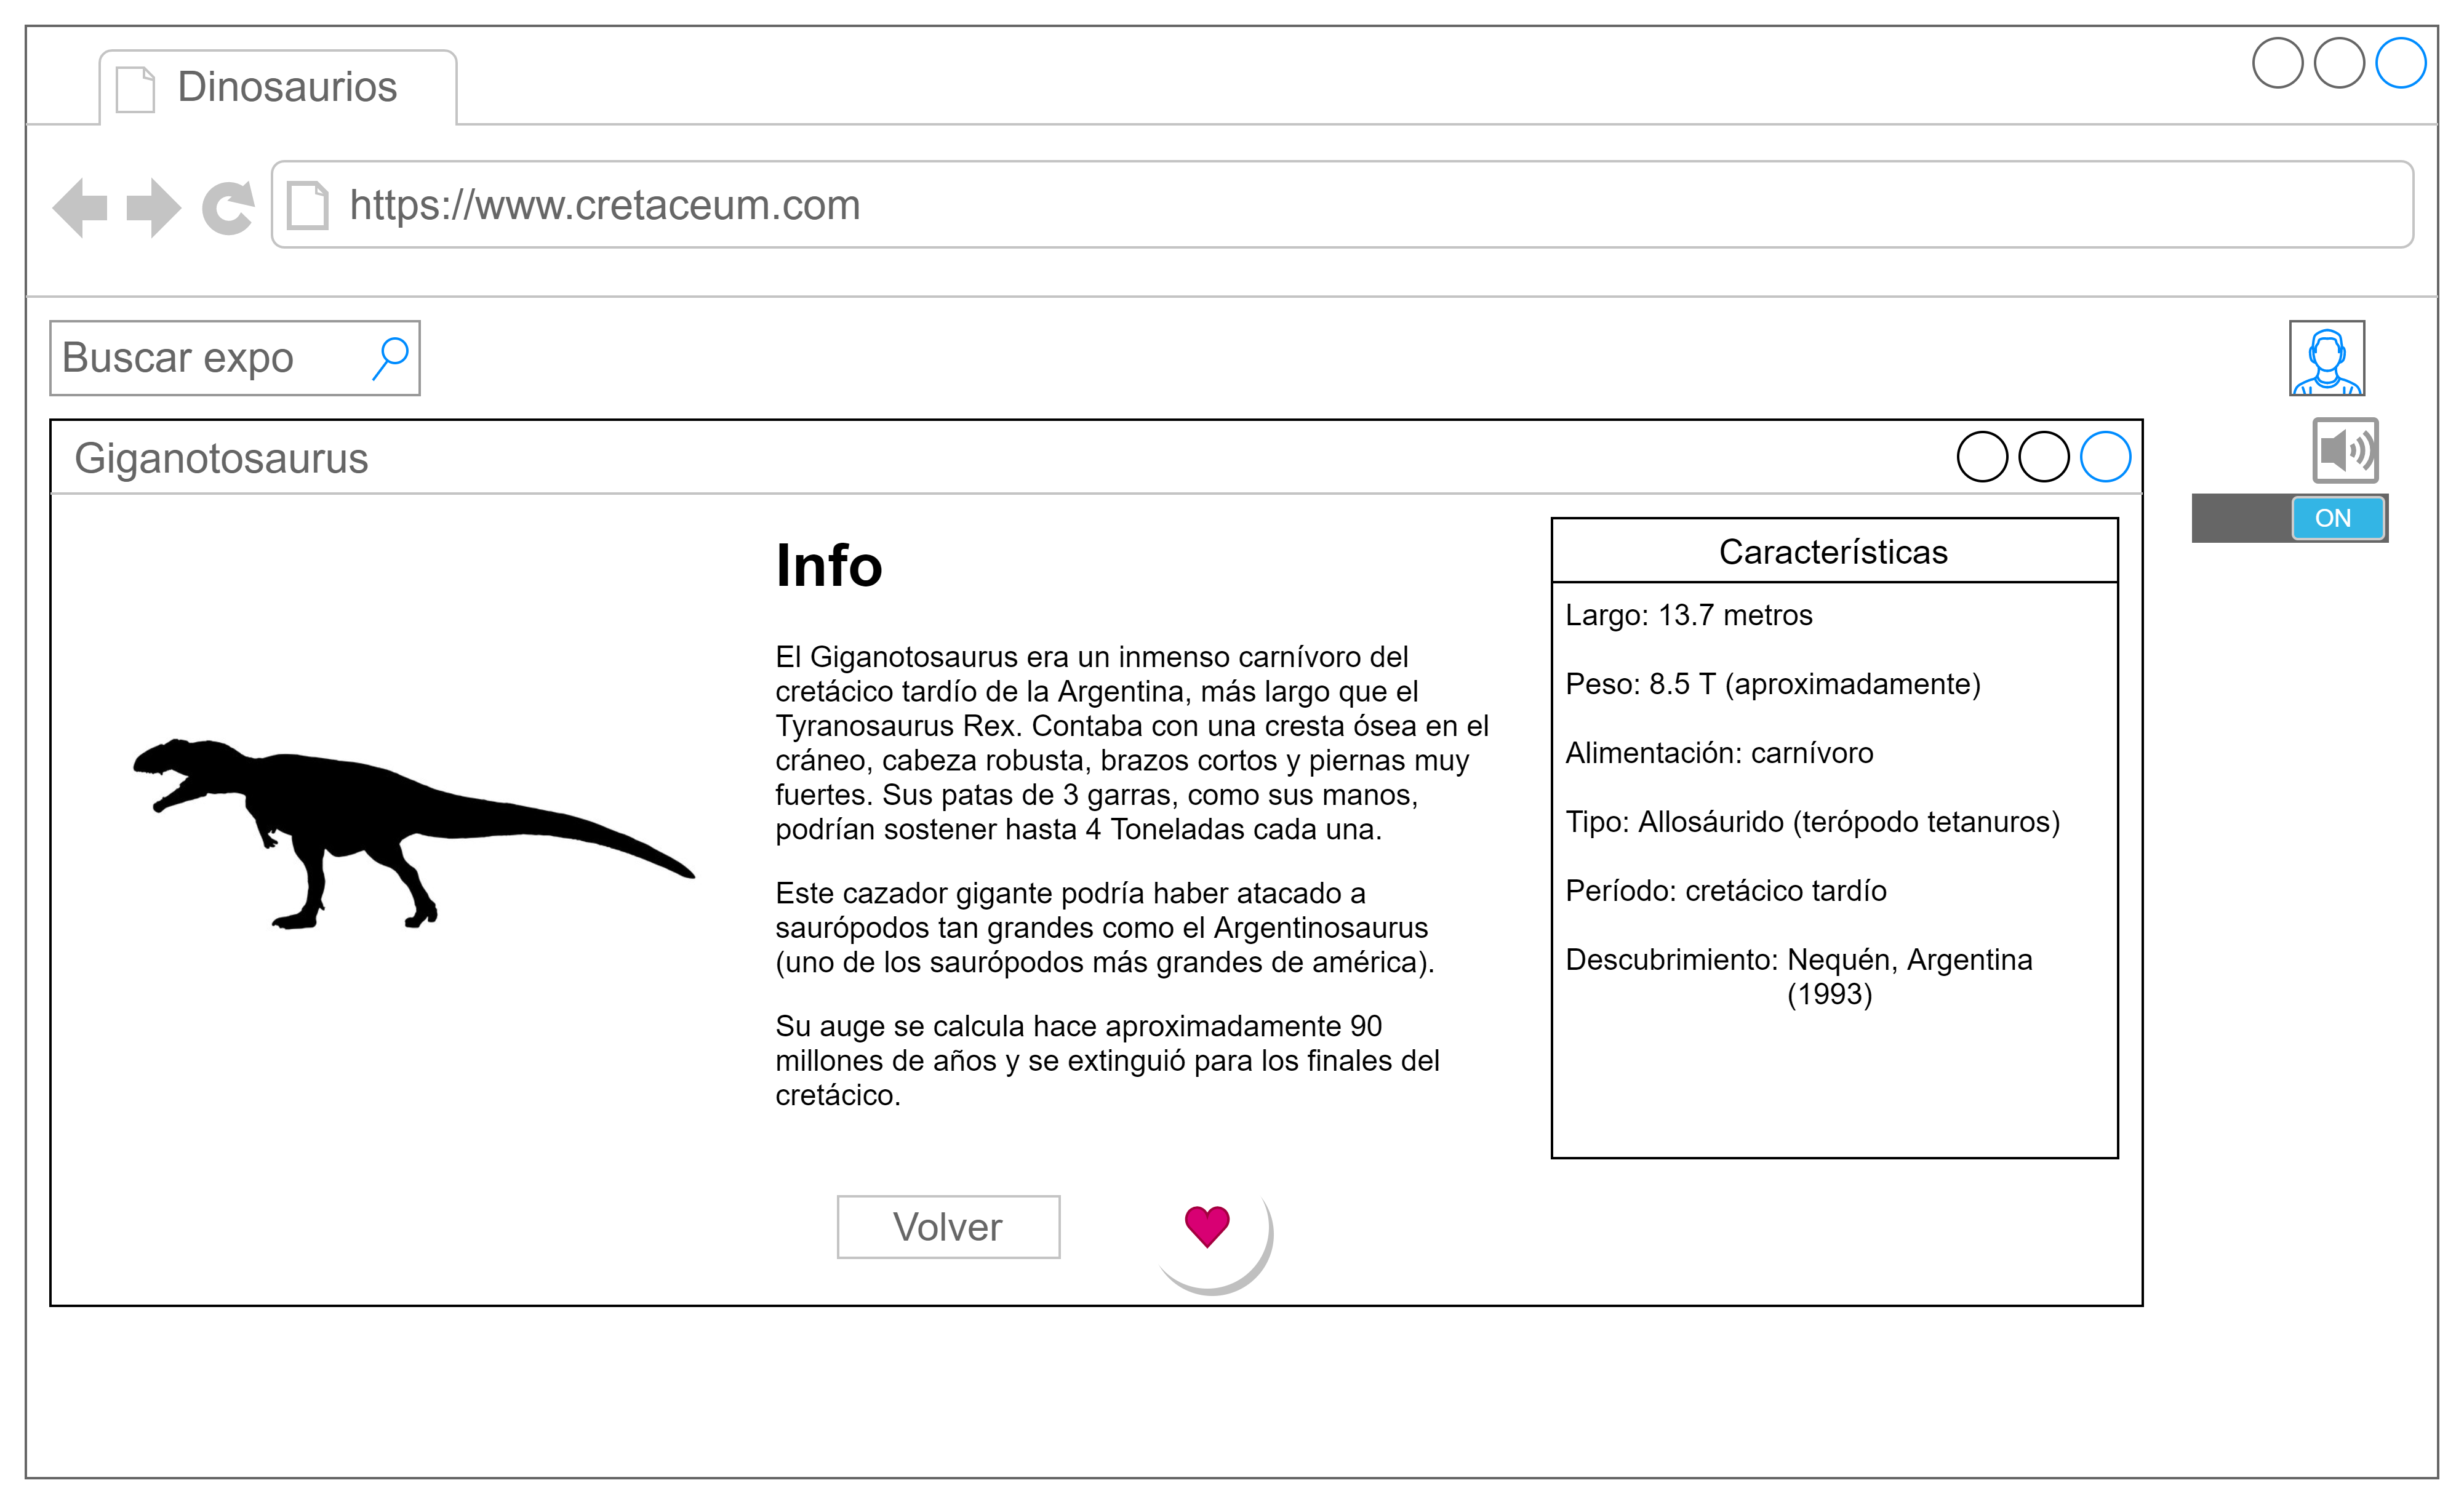 Dinosaurios
https://www.cretaceum.com
Buscar expo
Giganotosaurus
ON
Info
El Giganotosaurus era un inmenso carnívoro del
cretácico tardío de la Argentina, más largo que el
Tyranosaurus Rex. Contaba con una cresta ósea en el
cráneo, cabeza robusta, brazos cortos y piernas muy
fuertes. Sus patas de 3 garras, como sus manos,
podrían sostener hasta 4 Toneladas cada una.
Este cazador gigante podría haber atacado a
saurópodos tan grandes como el Argentinosaurus
(uno de los saurópodos más grandes de américa).
Su auge se calcula hace aproximadamente 90
millones de años y se extinguió para los finales del
cretácico.
Características
Largo: 13.7 metros
Peso: 8.5 T (aproximadamente)
Alimentación: carnívoro
Tipo: Allosáurido (terópodo tetanuros)
Período: cretácico tardío
Descubrimiento: Nequén, Argentina
(1993)
Volver